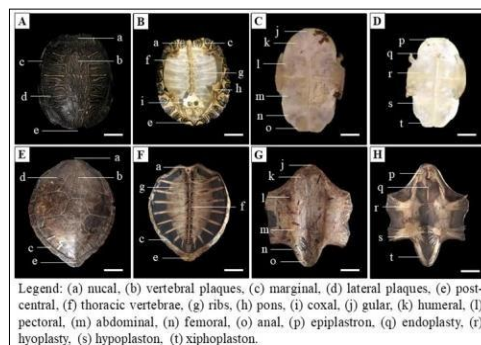 A B C D
a a c j p
c b f k q
l r
d g m s
h n
i
e e o t
E F G H
a a j p
d b k q
g l
f r
m s
c c n
e e o t
Legend: (a) nucal, (b) vertebral plaques, (c) marginal, (d) lateral plaques, (e) post-
central, (f) thoracic vertebrae, (g) ribs, (h) pons, (i) coxal, (j) gular, (k) humeral, (l)
pectoral, (m) abdominal, (n) femoral, (o) anal, (p) epiplastron, (q) endoplasty, (r)
hyoplasty, (s) hypoplaston, (t) xiphoplaston.